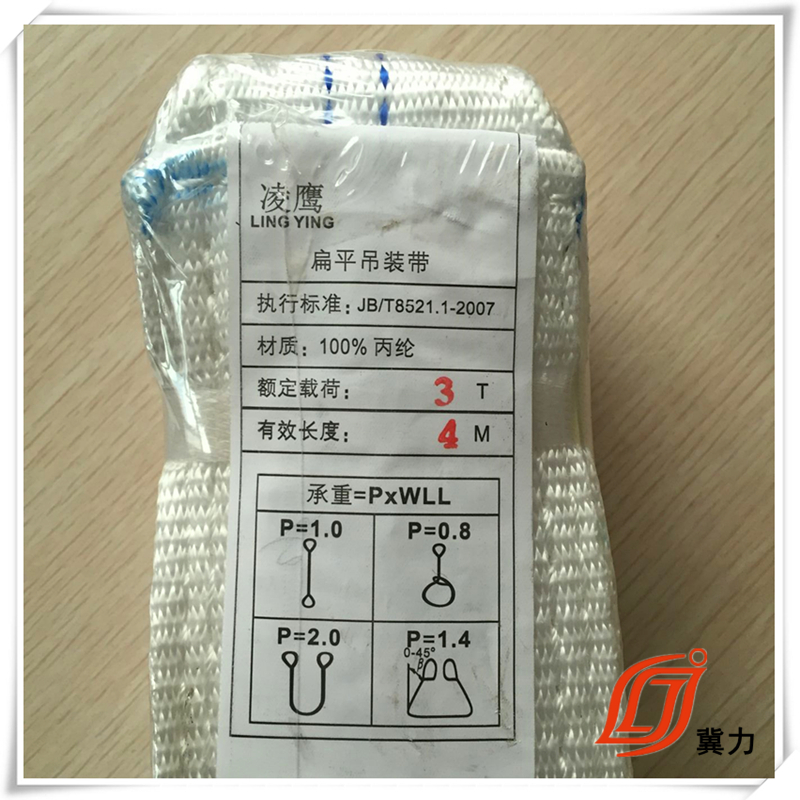 凌鹰
LING YING
扁平吊装带
执行标准：JB/T8521.1-2007
材质：100% 丙纶
额定载荷： 3 T
有效长度： 4 M
承重=PxWLL
P=1.0 P=0.8
P=2.0 P=1.4
0-45°
β
冀力